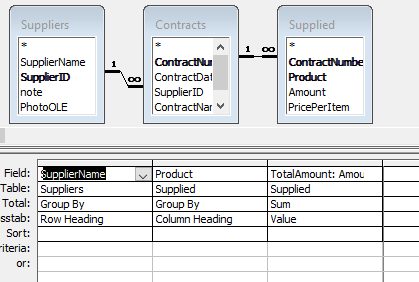 Suppliers
Contracts
Supplied
*
SupplierName
SupplierID
note
PhotoOLE
1
∞
*
ContractNu
ContractDat
SupplierID
ContractNar
1
∞
*
ContractNumbe
Product
Amount
PricePerItem
Field: SupplierName Product TotalAmount: Amou
Table: Suppliers Supplied Supplied
Total: Group By Group By Sum
sstab: Row Heading Column Heading Value
Sort:
riteria:
or: